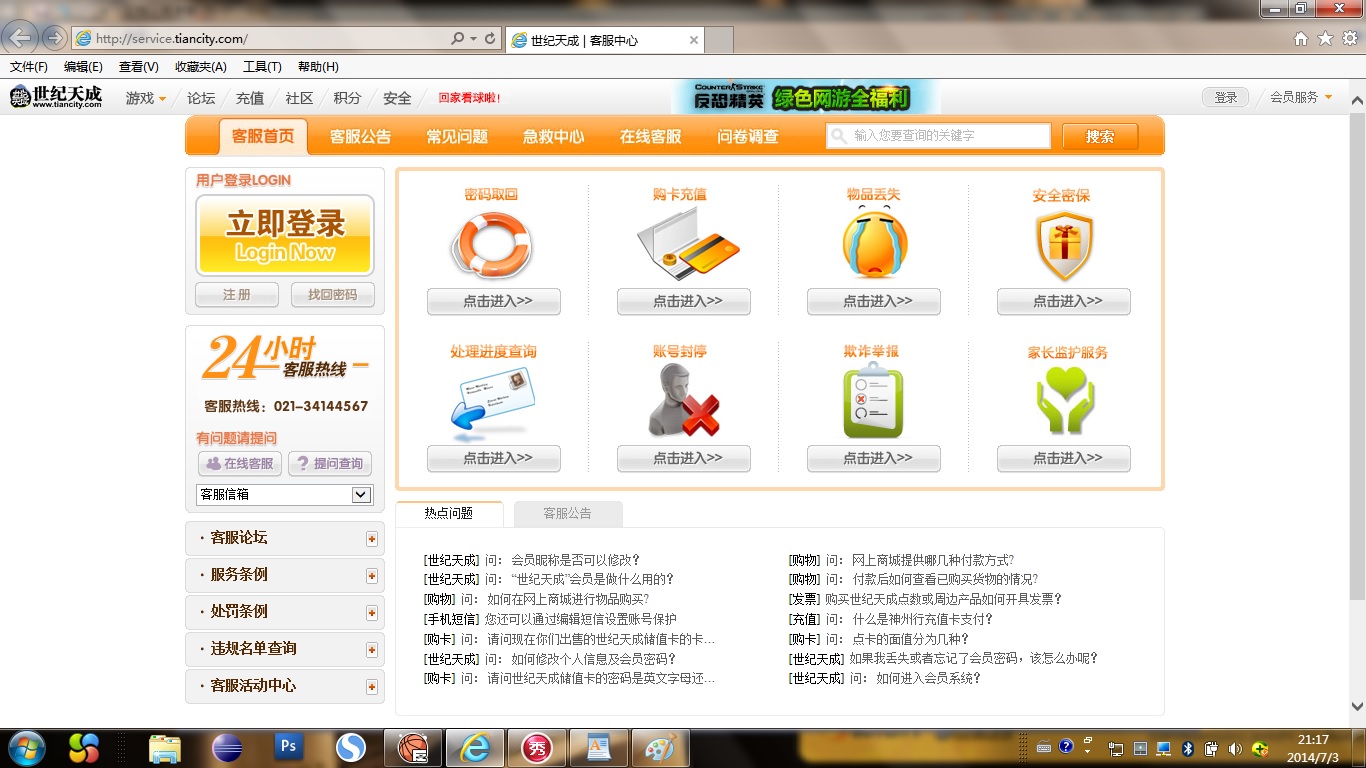 http://service.tiancity.com/
世纪天成 | 客服中心
文件(F) 编辑(E) 查看(V) 收藏夹(A) 工具(T) 帮助(H)
世纪天成
www.tiancity.com
游戏 论坛 充值 社区 积分 安全 回家看球啦!
COUNTER STRIKE
反恐精英 绿色网游全福利
登录 会员服务
客服首页 客服公告 常见问题 急救中心 在线客服 问卷调查 输入您要查询的关键字 搜索
用户登录LOGIN
立即登录
Login Now
注册 找回密码
24小时
客服热线
客服热线：021-34144567
有问题请提问
在线客服 ? 提问查询
客服信箱
· 客服论坛
· 服务条例
· 处罚条例
· 违规名单查询
· 客服活动中心
密码取回 购卡充值 物品丢失 安全密保
点击进入>> 点击进入>> 点击进入>> 点击进入>>
处理进度查询 账号封停 欺诈举报 家长监护服务
点击进入>> 点击进入>> 点击进入>> 点击进入>>
热点问题 客服公告
[世纪天成] 问： 会员昵称是否可以修改?
[世纪天成] 问： “世纪天成”会员是做什么用的?
[购物] 问： 如何在网上商城进行物品购买?
[手机短信] 您还可以通过编辑短信设置账号保护
[购卡] 问： 请问现在你们出售的世纪天成储值卡的卡...
[世纪天成] 问： 如何修改个人信息及会员密码?
[购卡] 问： 请问世纪天成储值卡的密码是英文字母还...
[购物] 问： 网上商城提供哪几种付款方式?
[购物] 问： 付款后如何查看已购买货物的情况?
[发票] 购买世纪天成点数或周边产品如何开具发票?
[充值] 问： 什么是神州行充值卡支付?
[购卡] 问： 点卡的面值分为几种?
[世纪天成] 如果我丢失或者忘记了会员密码，该怎么办呢?
[世纪天成] 问： 如何进入会员系统?
Ps
秀
21:17
2014/7/3